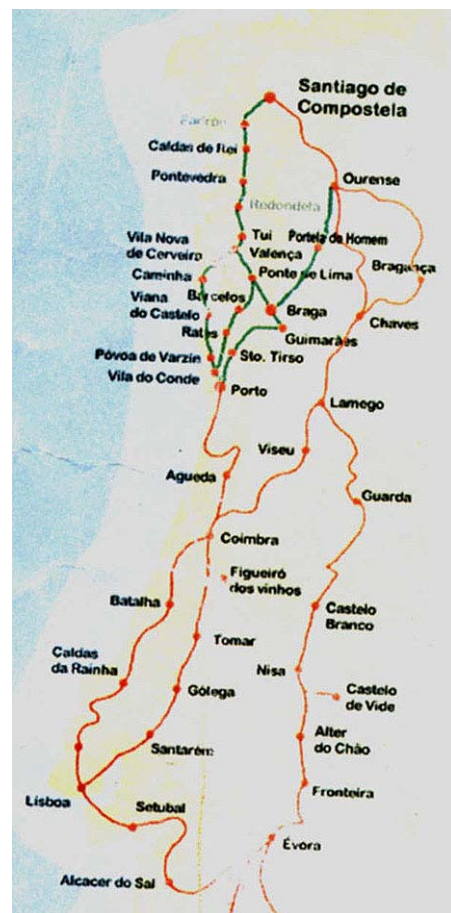 Santiago de
Compostela
Padrón
Caldas de Rei
Pontevedra
Ourense
Redondela
Tui
Portela do Homem
Vila Nova
de Cerveiro
Valença
Bragança
Caminha
Ponte de Lima
Viana
do Castelo
Barcelos
Braga
Chaves
Rates
Guimarães
Póvoa de Varzin
Sto. Tirso
Vila do Conde
Porto
Lamego
Viseu
Agueda
Guarda
Coimbra
Figueiró
dos vinhos
Batalha
Castelo
Branco
Tomar
Caldas
da Rainha
Nisa
Gólega
Castelo
de Vide
Santarém
Alter
do Chão
Lisboa
Setubal
Fronteira
Évora
Alcacer do Sal